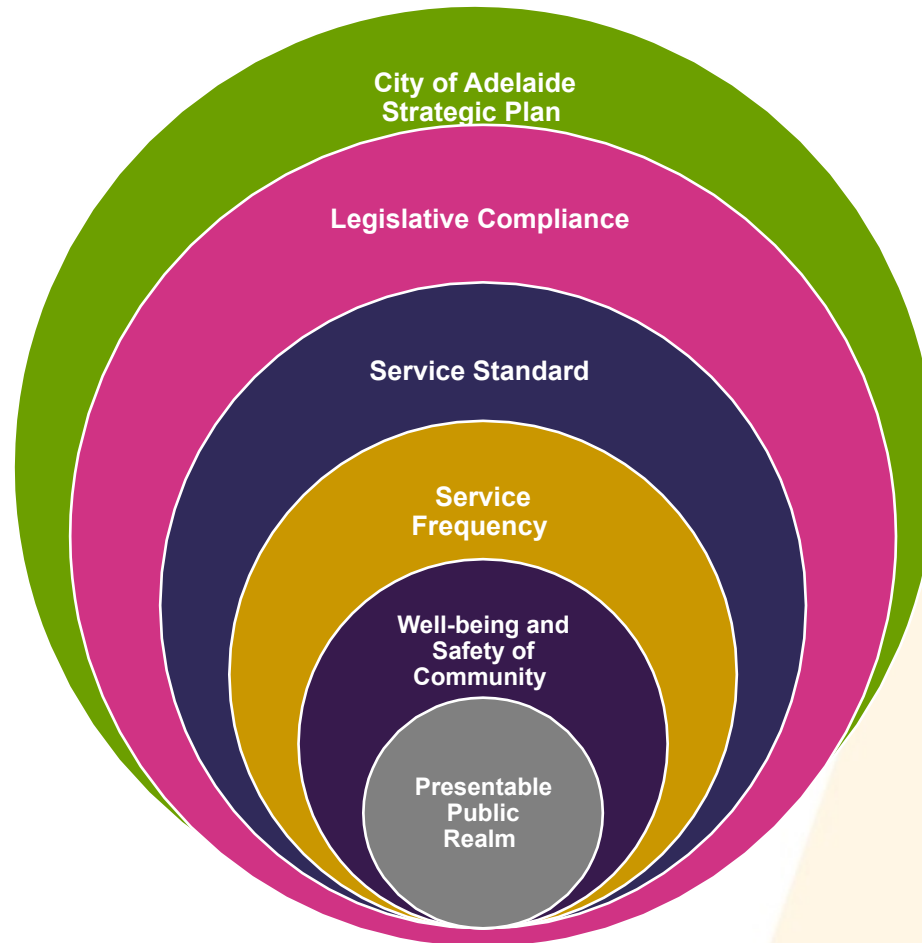 City of Adelaide
Strategic Plan
Legislative Compliance
Service Standard
Service
Frequency
Well-being and
Safety of
Community
Presentable
Public
Realm